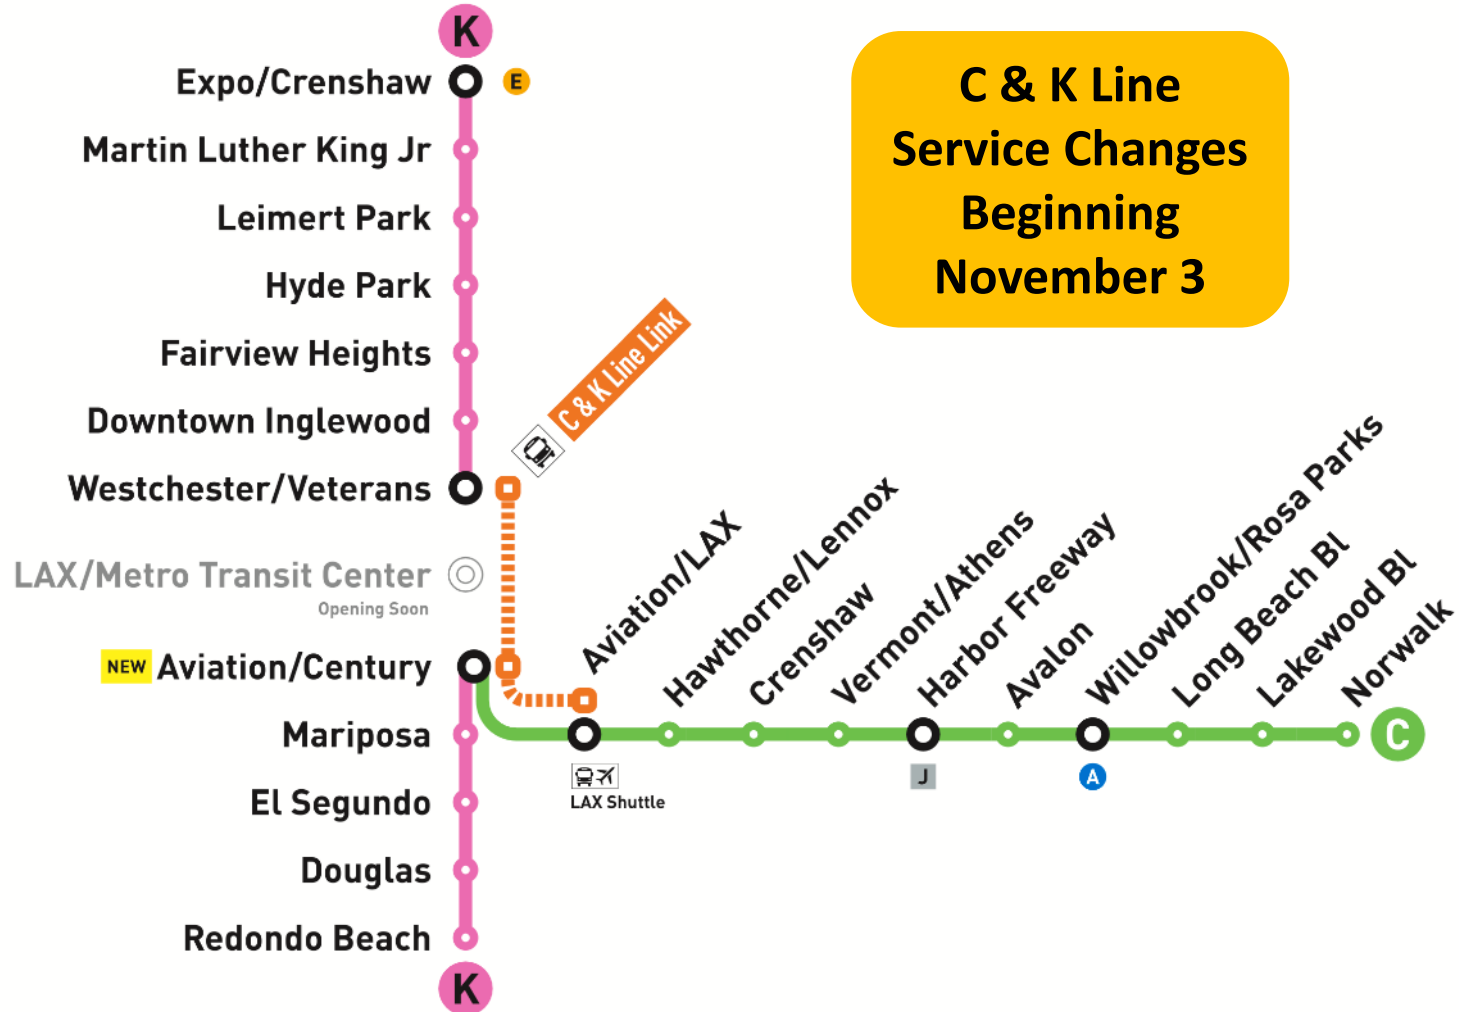 K
Expo/Crenshaw
E
Martin Luther King Jr
Leimert Park
Hyde Park
Fairview Heights
Downtown Inglewood
Westchester/Veterans
LAX/Metro Transit Center
Opening Soon
NEW Aviation/Century
Mariposa
El Segundo
Douglas
Redondo Beach
K
C & K Line
Service Changes
Beginning
November 3
C & K Line Link
Aviation/LAX
LAX Shuttle
Hawthorne/Lennox
Crenshaw
Vermont/Athens
Harbor Freeway
J
Avalon
Willowbrook/Rosa Parks
A
Long Beach Bl
Lakewood Bl
Norwalk
C